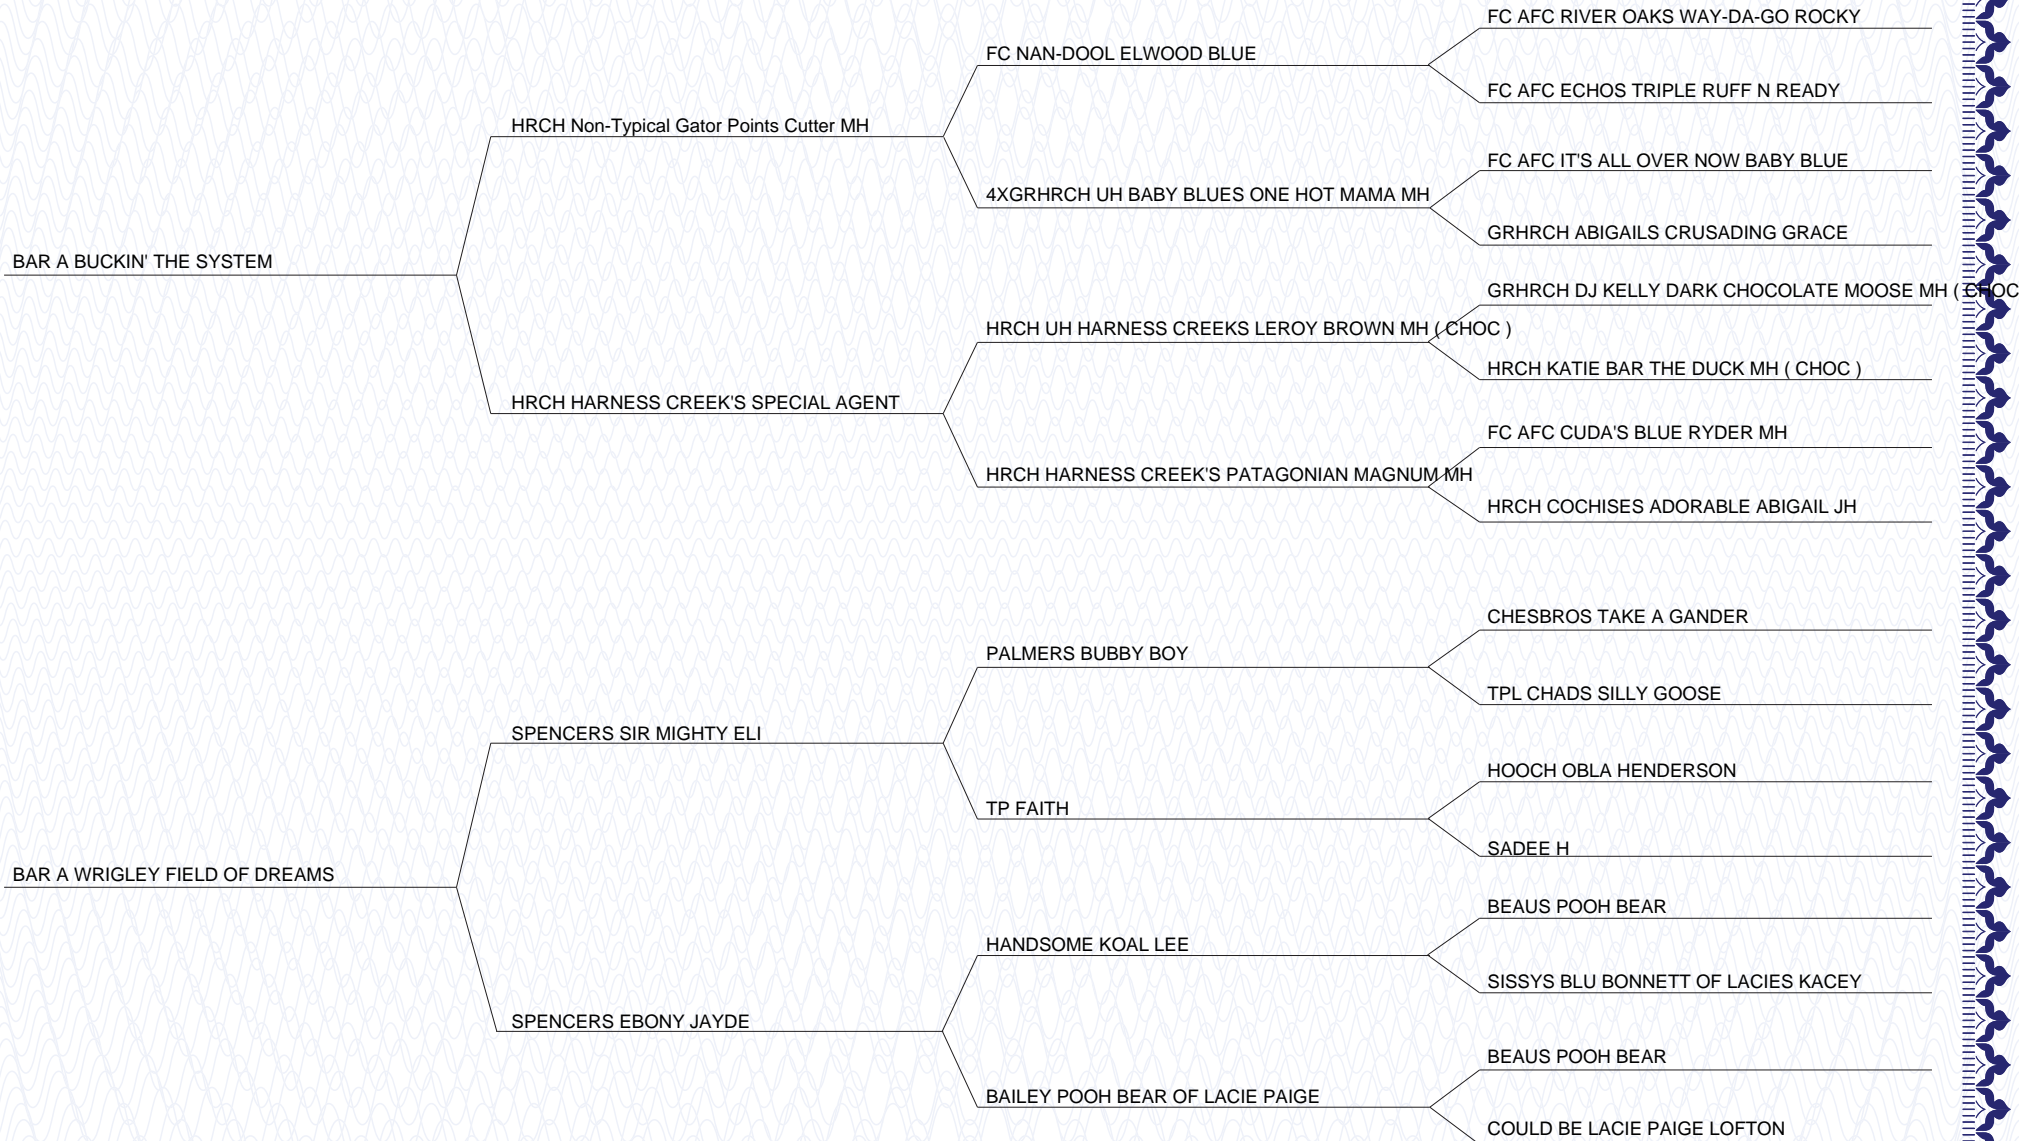 FC AFC RIVER OAKS WAY-DA-GO ROCKY
FC NAN-DOOL ELWOOD BLUE
FC AFC ECHOS TRIPLE RUFF N READY
HRCH Non-Typical Gator Points Cutter MH
FC AFC IT'S ALL OVER NOW BABY BLUE
4XGRHRCH UH BABY BLUES ONE HOT MAMA MH
GRHRCH ABIGAILS CRUSADING GRACE
BAR A BUCKIN' THE SYSTEM
GRHRCH DJ KELLY DARK CHOCOLATE MOOSE MH ( CHOC
HRCH UH HARNESS CREEKS LEROY BROWN MH ( CHOC )
HRCH KATIE BAR THE DUCK MH ( CHOC )
HRCH HARNESS CREEK'S SPECIAL AGENT
FC AFC CUDA'S BLUE RYDER MH
HRCH HARNESS CREEK'S PATAGONIAN MAGNUM MH
HRCH COCHISES ADORABLE ABIGAIL JH
CHESBROS TAKE A GANDER
PALMERS BUBBY BOY
TPL CHADS SILLY GOOSE
SPENCERS SIR MIGHTY ELI
HOOCH OBLA HENDERSON
TP FAITH
SADEE H
BAR A WRIGLEY FIELD OF DREAMS
BEAUS POOH BEAR
HANDSOME KOAL LEE
SISSYS BLU BONNETT OF LACIES KACEY
SPENCERS EBONY JAYDE
BEAUS POOH BEAR
BAILEY POOH BEAR OF LACIE PAIGE
COULD BE LACIE PAIGE LOFTON